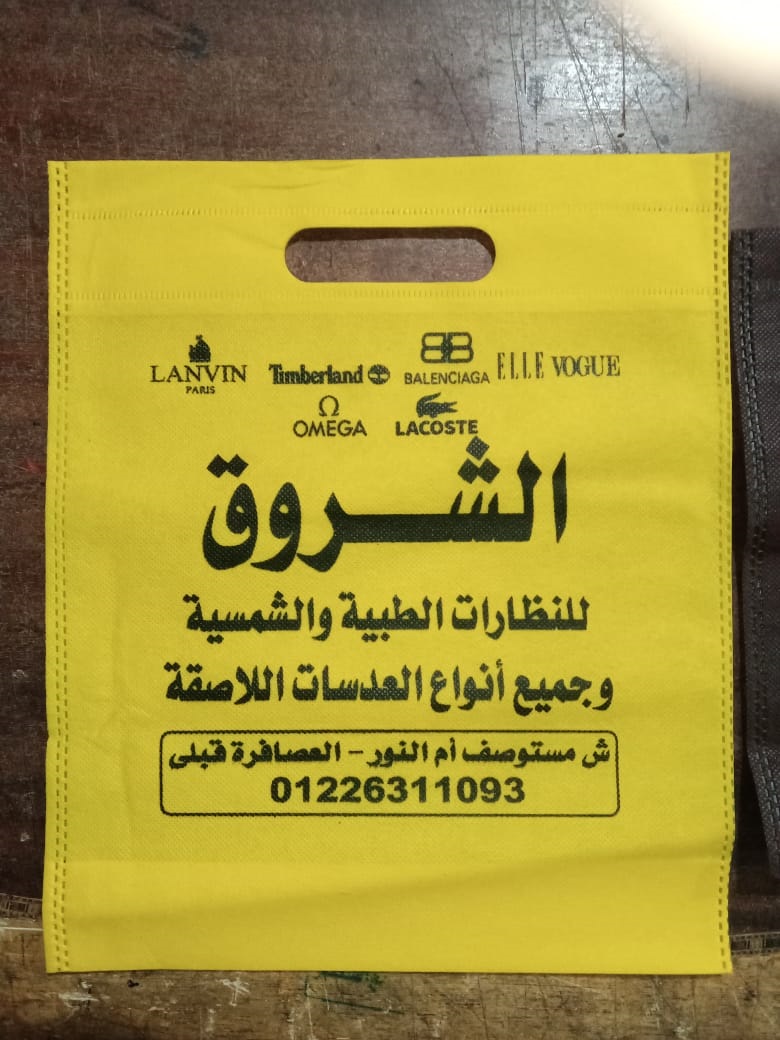 LANVIN PARIS Timberland BALENCIAGA ELLE VOGUE
OMEGA LACOSTE
الشروق
للنظارات الطبية والشمسية
وجميع أنواع العدسات اللاصقة
ش مستوصف أم النور - العصافرة قبلى
01226311093